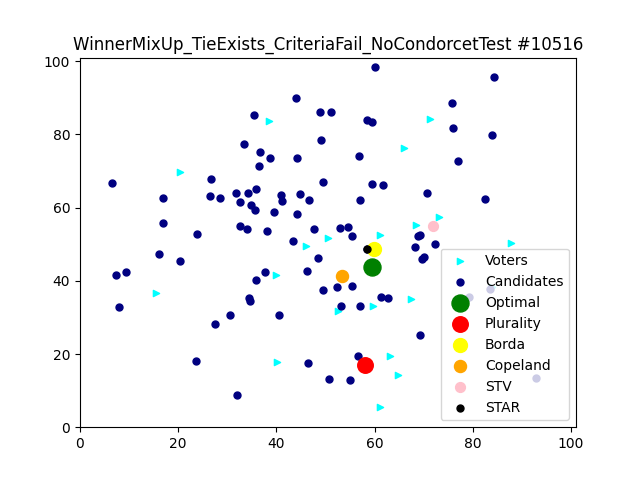 WinnerMixUp_TieExists_CriteriaFail_NoCondorcetTest #10516
100
80
60
40
20
0
0 20 40 60 80 100
Voters
Candidates
Optimal
Plurality
Borda
Copeland
STV
STAR